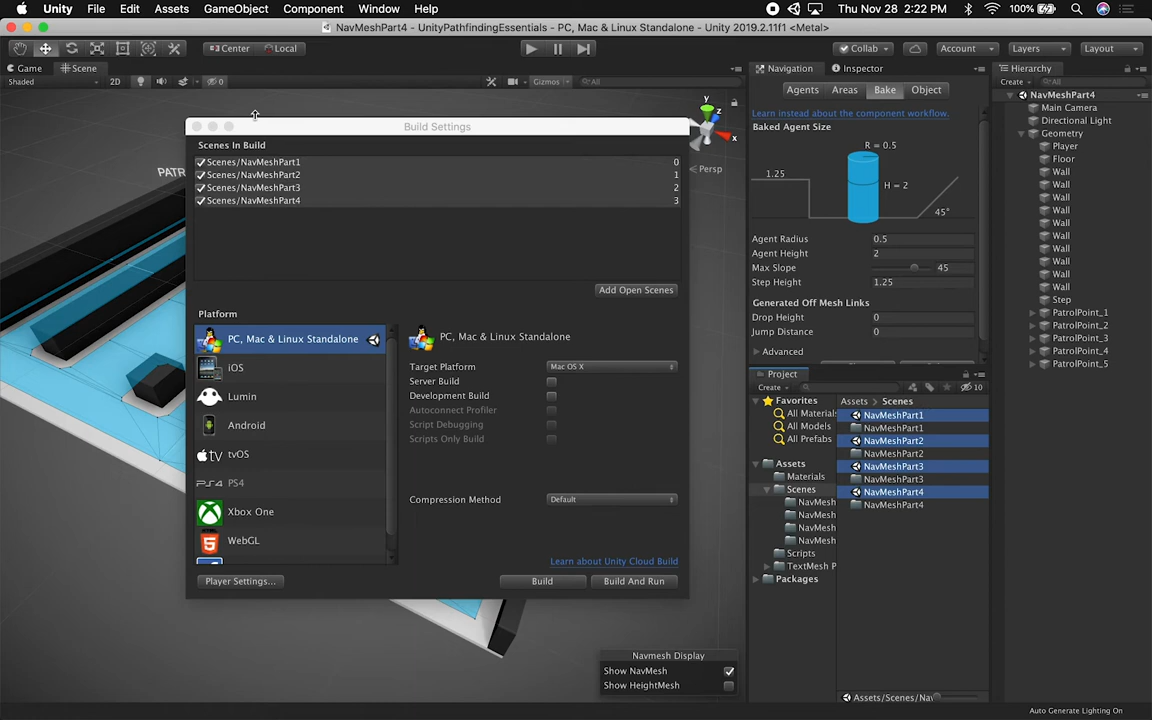 Unity File Edit Assets GameObject Component Window Help
Thu Nov 28 2:22 PM 100%
NavMeshPart4 - UnityPathfindingEssentials - PC, Mac & Linux Standalone - Unity 2019.2.11f1 <Metal>
Center Local
Collab Account Layers Layout
Game Scene
Shaded 2D 0 Gizmos All
y
z
x
Persp
PATR
Build Settings
Scenes In Build
Scenes/NavMeshPart1 0
Scenes/NavMeshPart2 1
Scenes/NavMeshPart3 2
Scenes/NavMeshPart4 3
Add Open Scenes
Platform
PC, Mac & Linux Standalone
iOS
Lumin
Android
tvOS
PS4
Xbox One
WebGL
PC, Mac & Linux Standalone
Target Platform Mac OS X
Server Build
Development Build
Autoconnect Profiler
Script Debugging
Scripts Only Build
Compression Method Default
Learn about Unity Cloud Build
Player Settings...
Build Build And Run
Navmesh Display
Show NavMesh
Show HeightMesh
Navigation Inspector
Agents Areas Bake Object
Learn instead about the component workflow.
Baked Agent Size
R = 0.5
1.25
H = 2
45°
Agent Radius 0.5
Agent Height 2
Max Slope 45
Step Height 1.25
Generated Off Mesh Links
Drop Height 0
Jump Distance 0
Advanced
Project
Create 10
Favorites
All Materials
All Models
All Prefabs
Assets
Materials
Scenes
NavMesh
NavMesh
NavMesh
NavMesh
Scripts
TextMesh P
Packages
Assets Scenes
NavMeshPart1
NavMeshPart1
NavMeshPart2
NavMeshPart2
NavMeshPart3
NavMeshPart3
NavMeshPart4
NavMeshPart4
Assets/Scenes/Nav
Hierarchy
Create All
NavMeshPart4
Main Camera
Directional Light
Geometry
Player
Floor
Wall
Wall
Wall
Wall
Wall
Wall
Wall
Wall
Wall
Wall
Step
PatrolPoint_1
PatrolPoint_2
PatrolPoint_3
PatrolPoint_4
PatrolPoint_5
Auto Generate Lighting On